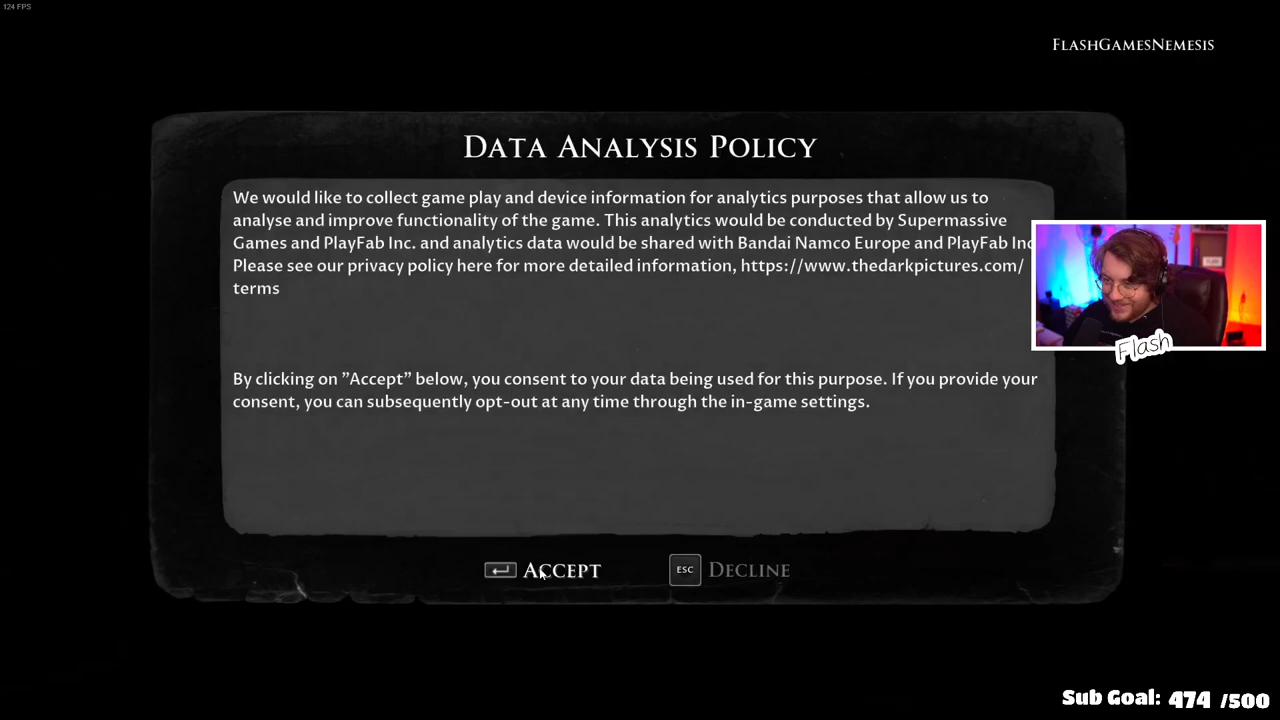 124 FPS
FLASHGAMESNEMESIS
DATA ANALYSIS POLICY
We would like to collect game play and device information for analytics purposes that allow us to
analyse and improve functionality of the game. This analytics would be conducted by Supermassive
Games and PlayFab Inc. and analytics data would be shared with Bandai Namco Europe and PlayFab Inc
Please see our privacy policy here for more detailed information, https://www.thedarkpictures.com/
terms
By clicking on "Accept" below, you consent to your data being used for this purpose. If you provide your
consent, you can subsequently opt-out at any time through the in-game settings.
Flash
ACCEPT
ESC DECLINE
Sub Goal: 474 /500